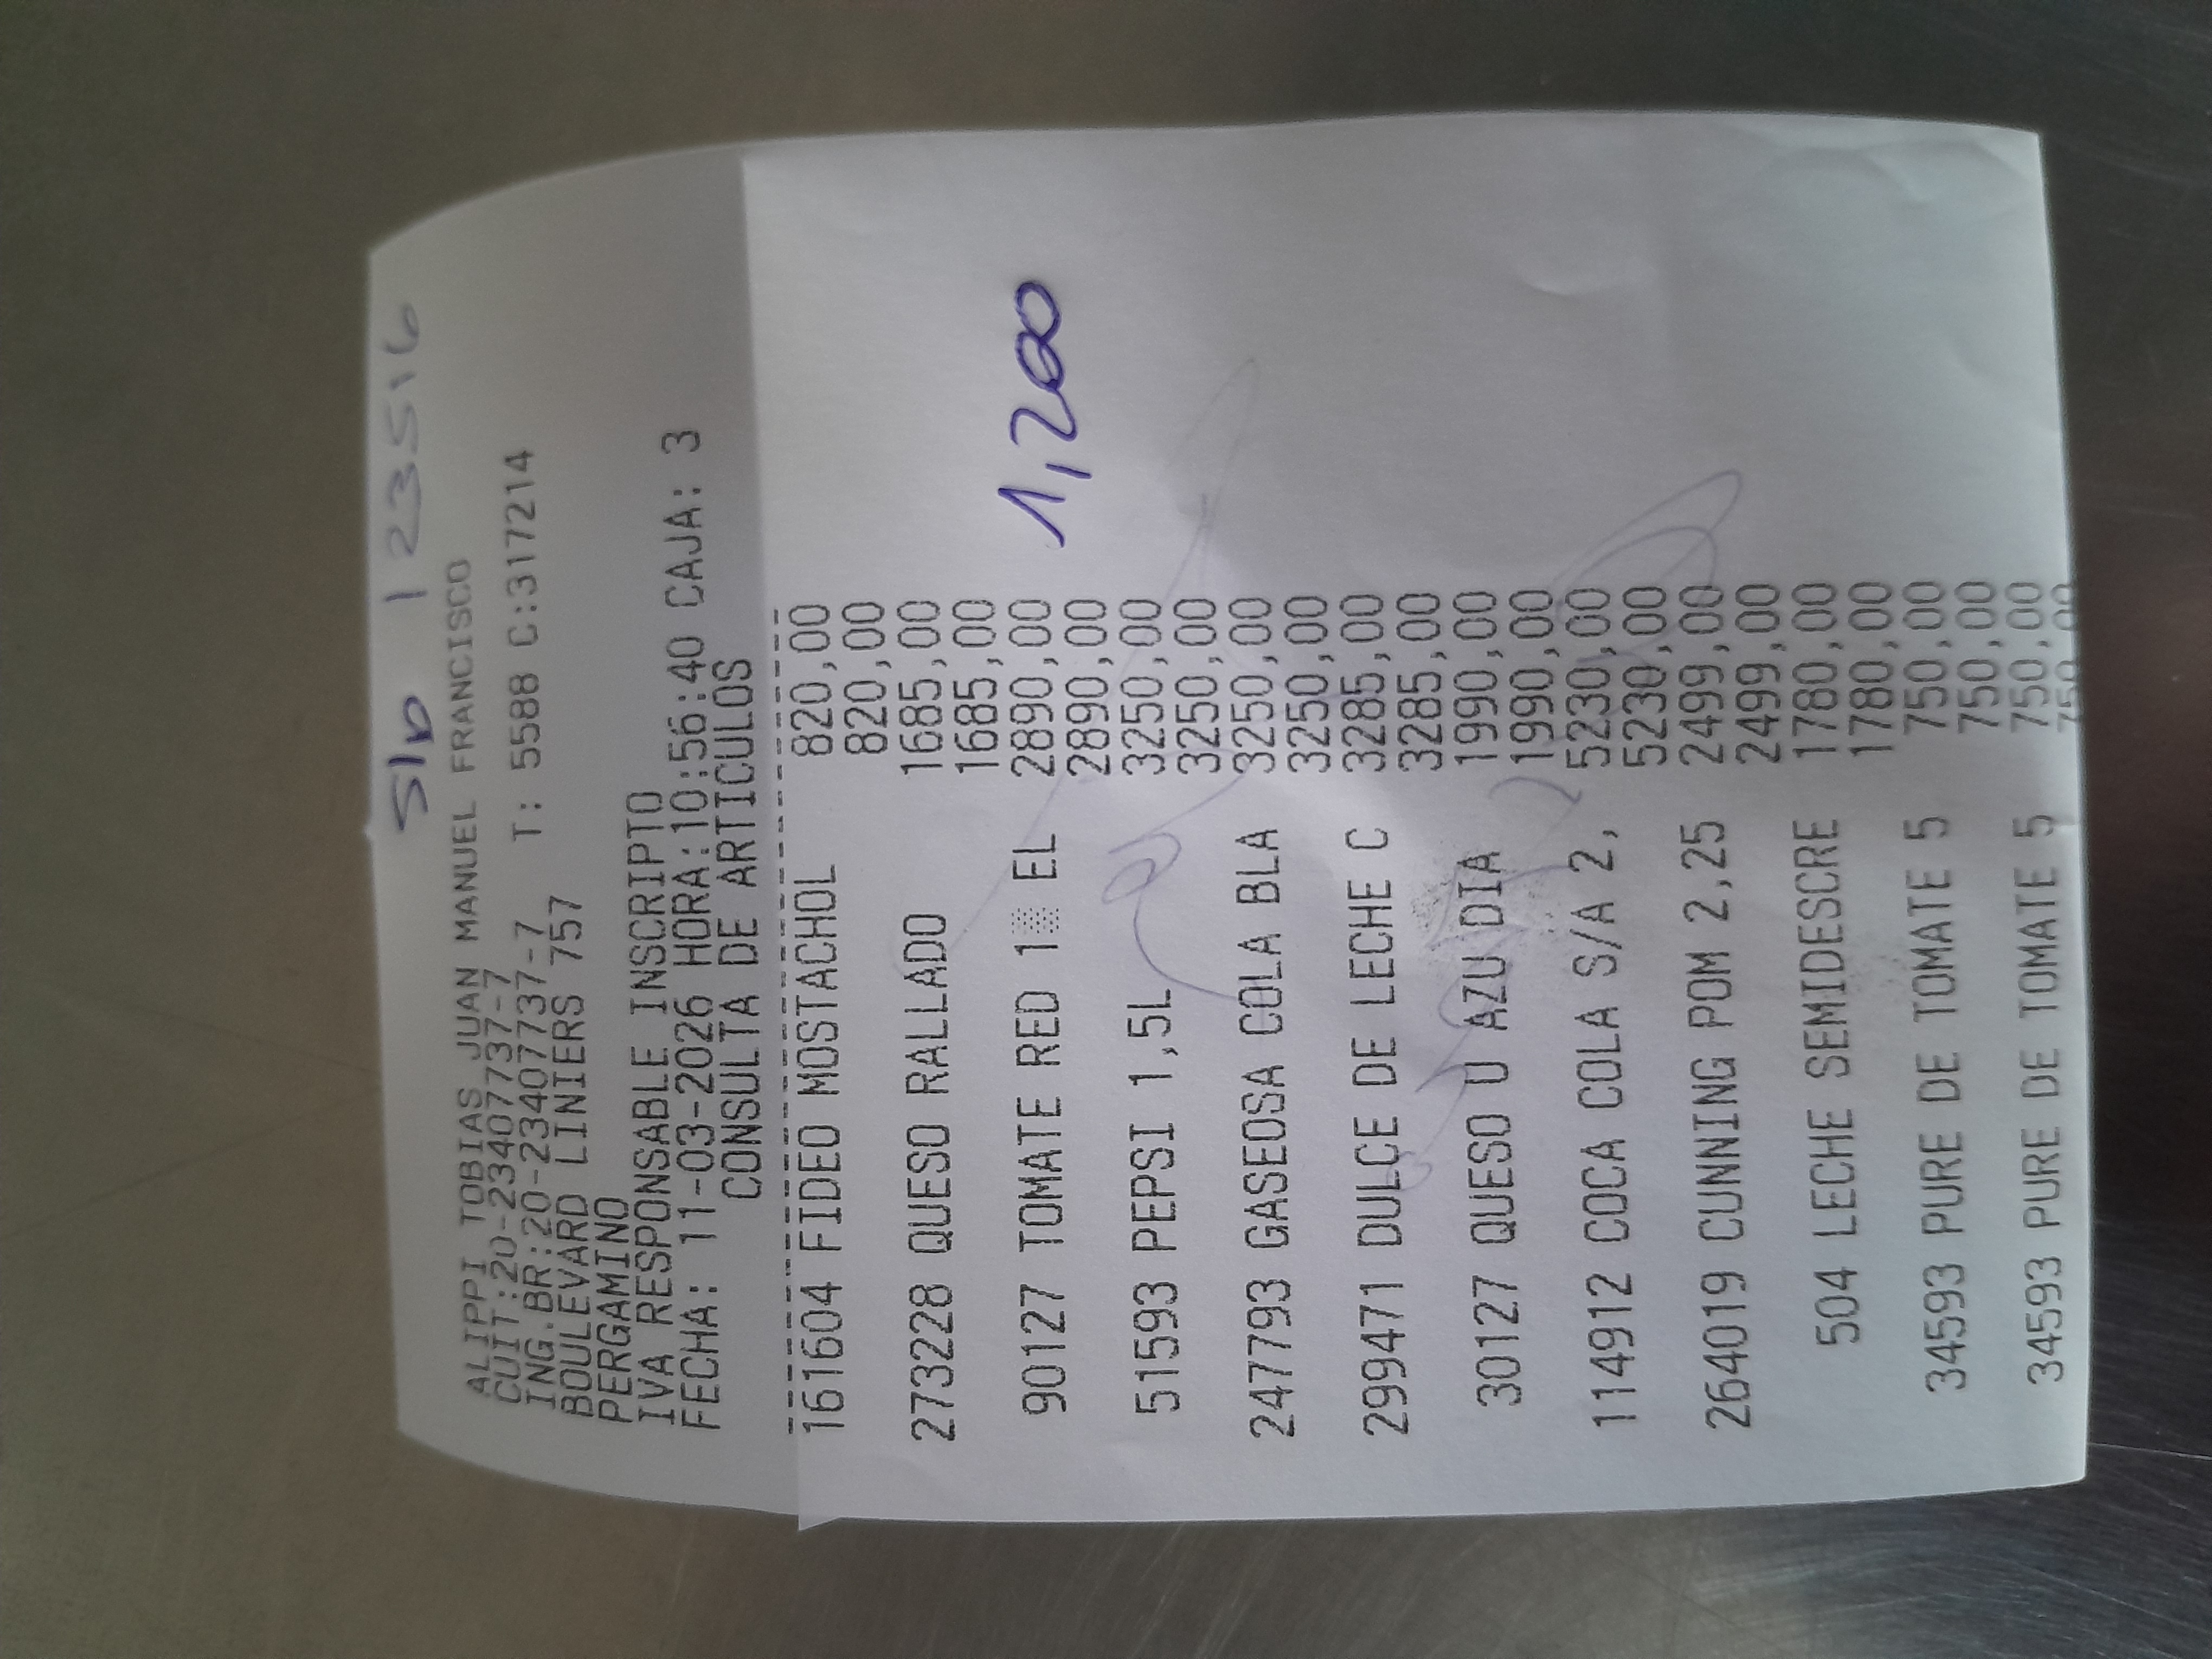 S/D 123516
ALIPPI TOBIAS JUAN MANUEL FRANCISCO
CUIT:20-23407737-7
ING.BR:20-23407737-7 T: 5588 C:317214
BOULEVARD LINIERS 757
PERGAMINO
IVA RESPONSABLE INSCRIPTO
FECHA: 11-03-2026 HORA:10:56:40 CAJA: 3
CONSULTA DE ARTICULOS
161604 FIDEO MOSTACHOL 820,00
820,00
273228 QUESO RALLADO 1685,00
1685,00
90127 TOMATE RED 1 EL 2890,00 1,200
2890,00
51593 PEPSI 1,5L 3250,00
3250,00
247793 GASEOSA COLA BLA 3250,00
3250,00
299471 DULCE DE LECHE C 3285,00
3285,00
30127 QUESO U AZU DIA 1990,00
1990,00
114912 COCA COLA S/A 2, 5230,00
5230,00
264019 CUNNING POM 2,25 2499,00
2499,00
504 LECHE SEMIDESCRE 1780,00
1780,00
34593 PURE DE TOMATE 5 750,00
750,00
34593 PURE DE TOMATE 5 750,00
750,00